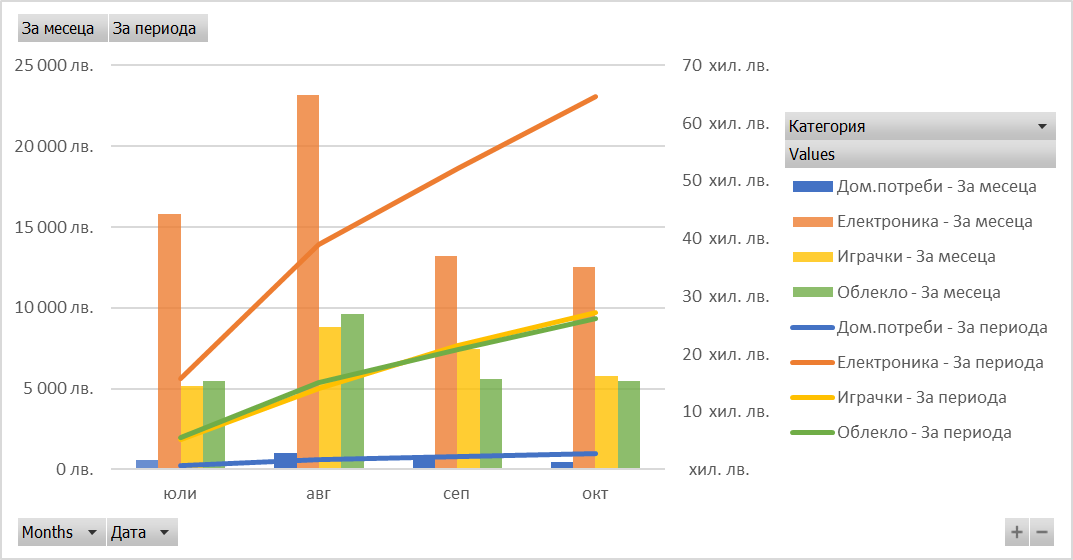 За месеца За периода
25 000 лв.
20 000 лв.
15 000 лв.
10 000 лв.
5 000 лв.
0 лв.
70 хил. лв.
60 хил. лв.
50 хил. лв.
40 хил. лв.
30 хил. лв.
20 хил. лв.
10 хил. лв.
хил. лв.
юли авг сеп окт
Категория
Values
Дом.потреби - За месеца
Електроника - За месеца
Играчки - За месеца
Облекло - За месеца
Дом.потреби - За периода
Електроника - За периода
Играчки - За периода
Облекло - За периода
Months Дата
+ −